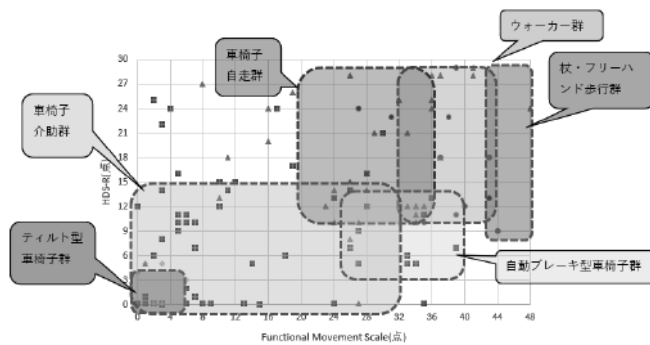 ウォーカー群
車椅子
自走群
杖・フリーハ
ンド歩行群
車椅子
介助群
ティルト型
車椅子群
自動ブレーキ型車椅子群
HDS-R(点)
30
27
24
21
18
15
12
9
6
3
0
0 4 8 12 16 20 24 28 32 36 40 44 48
Functional Movement Scale(点)